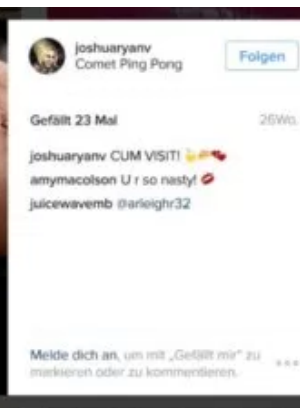 joshuaryanv
Comet Ping Pong
Folgen
Gefällt 23 Mal
26Wo.
joshuaryanv CUM VISIT!
amymacolson U r so nasty! 💋
juicewavemb @arleighr32
Melde dich an, um mit „Gefällt mir" zu
markieren oder zu kommentieren.